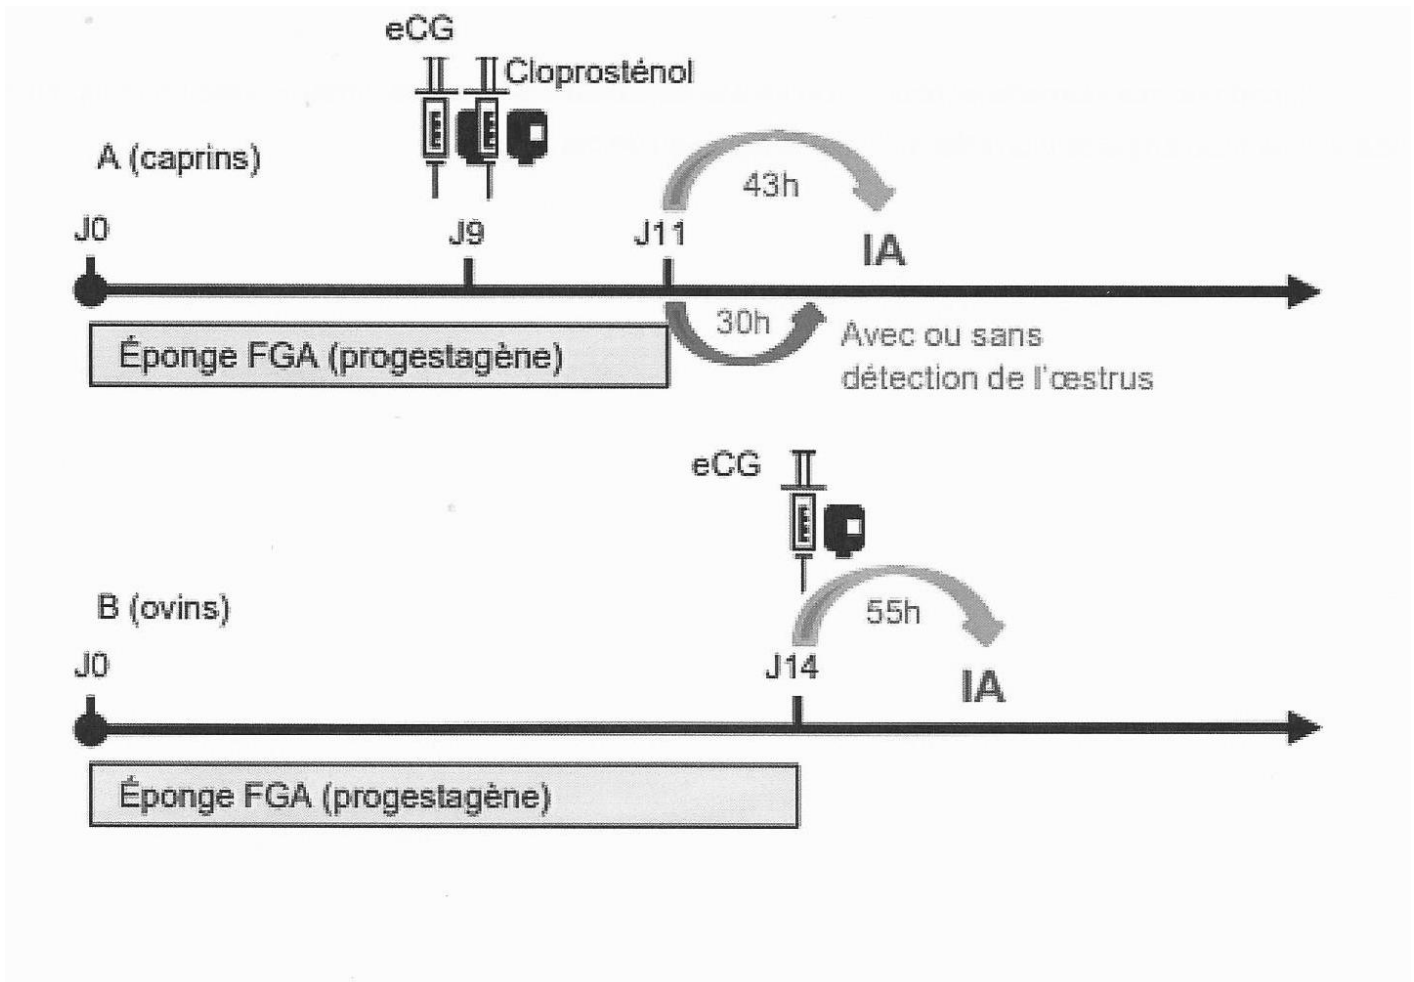 eCG
Cloprosténol
A (caprins)
43h
J0
J9
J11
IA
30h
Éponge FGA (progestagène)
Avec ou sans
détection de l'œstrus
eCG
B (ovins)
55h
J0
J14
IA
Éponge FGA (progestagène)